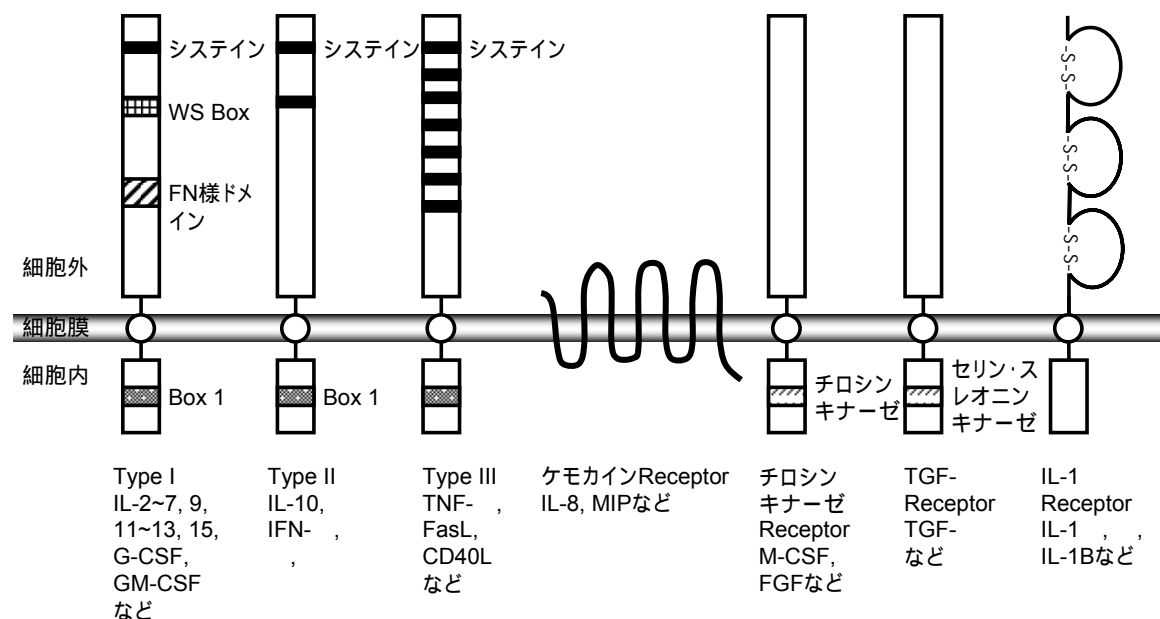 システイン
システイン
システイン
WS Box
FN様ドメ
イン
細胞外
細胞膜
細胞内
Box 1
Box 1
チロシン
キナーゼ
セリン・ス
レオニン
キナーゼ
S-S
S-S
S-S
Type I
IL-2~7, 9,
11~13, 15,
G-CSF,
GM-CSF
など
Type II
IL-10,
IFN- ,
,
Type III
TNF- ,
FasL,
CD40L
など
ケモカインReceptor
IL-8, MIPなど
チロシン
キナーゼ
Receptor
M-CSF,
FGFなど
TGF-
Receptor
TGF-
など
IL-1
Receptor
IL-1 , ,
IL-1Bなど